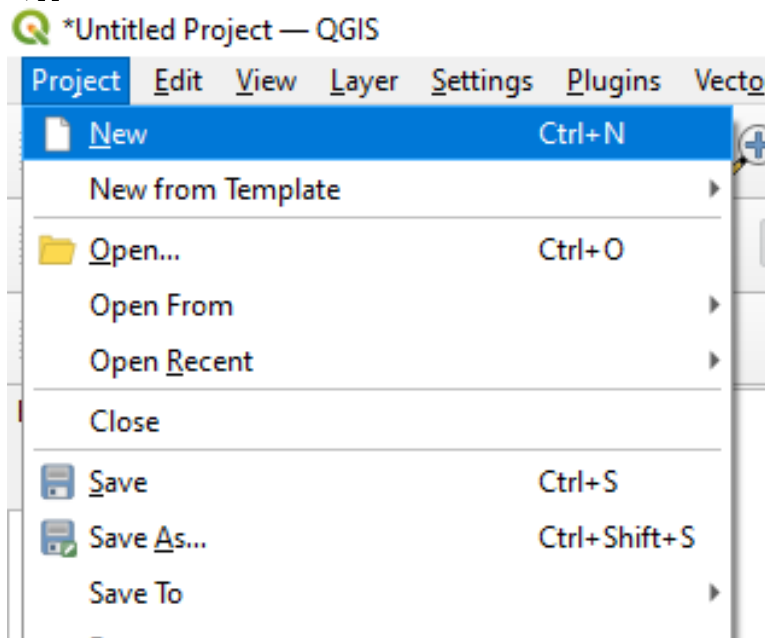 *Untitled Project — QGIS
Project Edit View Layer Settings Plugins Vecto
New Ctrl+N
New from Template
Open... Ctrl+O
Open From
Open Recent
Close
Save Ctrl+S
Save As... Ctrl+Shift+S
Save To